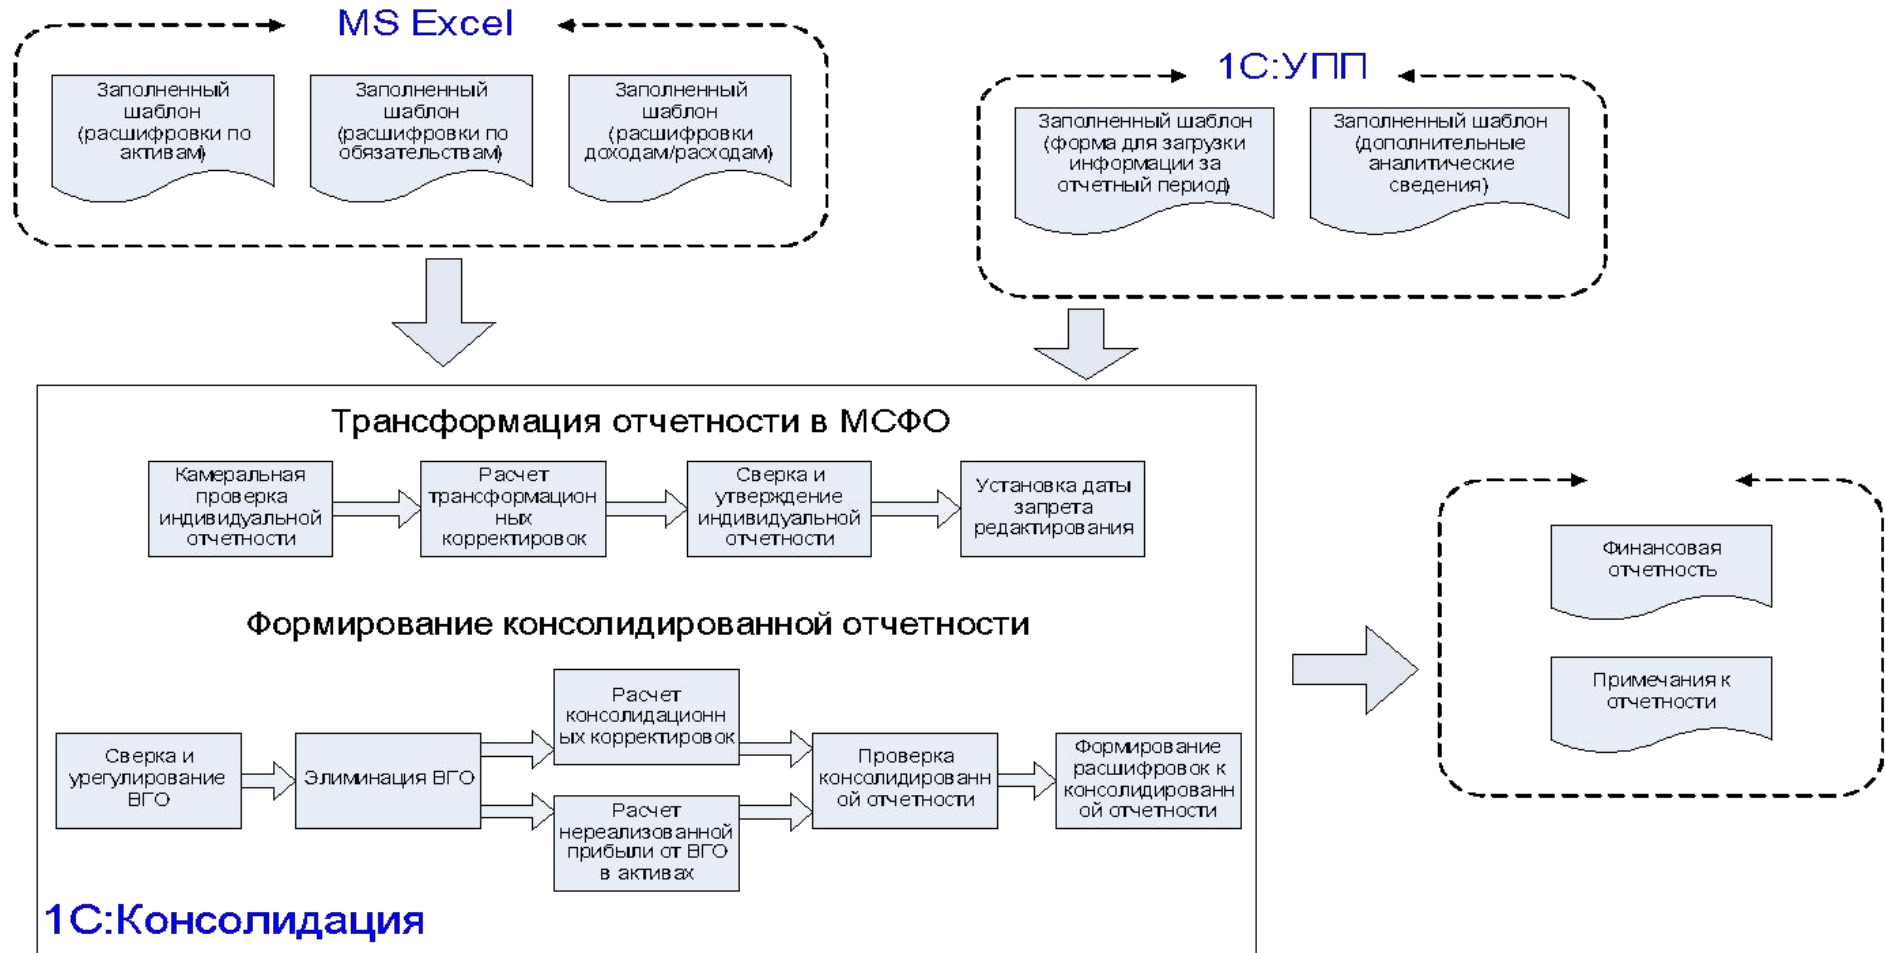 MS Excel
Заполненный
шаблон
(расшифровки по
активам)
Заполненный
шаблон
(расшифровки по
обязательствам)
Заполненный
шаблон
(расшифровки
доходам/расходам)
1С:УПП
Заполненный шаблон
(форма для загрузки
информации за
отчетный период)
Заполненный шаблон
(дополнительные
аналитические
сведения)
Трансформация отчетности в МСФО
Камеральная
проверка
индивидуальной
отчетности
Расчет
трансформацион
ных
корректировок
Сверка и
утверждение
индивидуальной
отчетности
Установка даты
запрета
редактирования
Формирование консолидированной отчетности
Сверка и
урегулирование
ВГО
Элиминация ВГО
Расчет
консолидационн
ых корректировок
Расчет
нереализованной
прибыли от ВГО
в активах
Проверка
консолидированн
ой отчетности
Формирование
расшифровок к
консолидированн
ой отчетности
1С:Консолидация
Финансовая
отчетность
Примечания к
отчетности